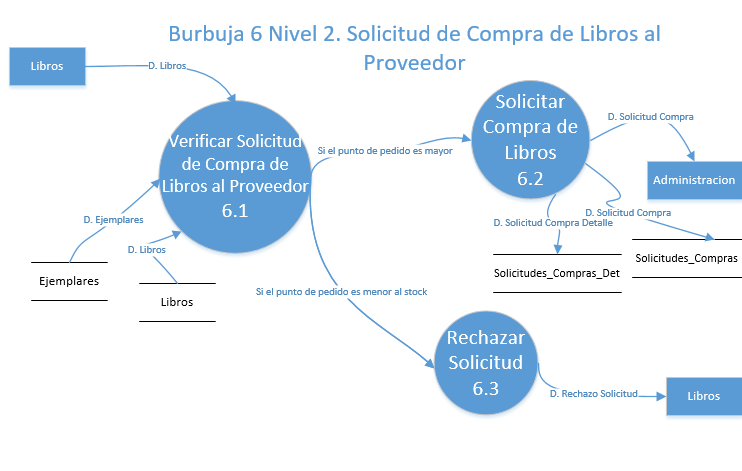 Burbuja 6 Nivel 2. Solicitud de Compra de Libros al
Proveedor
Libros
D. Libros
Verificar Solicitud
de Compra de
Libros al Proveedor
6.1
D. Ejemplares
D. Libros
Ejemplares
Libros
Si el punto de pedido es mayor
Solicitar
Compra de
Libros
6.2
D. Solicitud Compra
Administracion
D. Solicitud Compra
D. Solicitud Compra Detalle
Solicitudes_Compras
Solicitudes_Compras_Det
Si el punto de pedido es menor al stock
Rechazar
Solicitud
6.3
D. Rechazo Solicitud
Libros